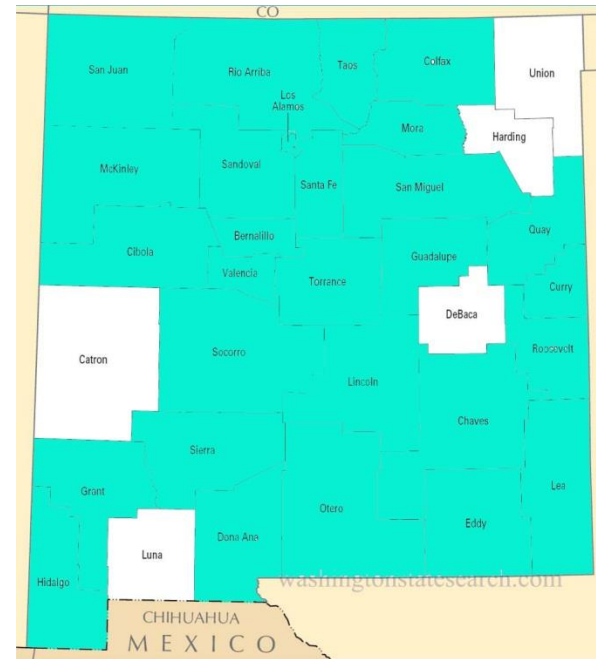 CO
San Juan
Rio Arriba
Taos
Colfax
Union
Los
Alamos
Mora
Harding
McKinley
Sandoval
Santa Fe
San Miguel
Quay
Bernalillo
Cibola
Valencia
Torrance
Guadalupe
Curry
DeBaca
Catron
Socorro
Lincoln
Roosevelt
Chaves
Sierra
Grant
Lea
Otero
Eddy
Dona Ana
Luna
Hidalgo
washingtonstatesearch.com
CHIHUAHUA
MEXICO